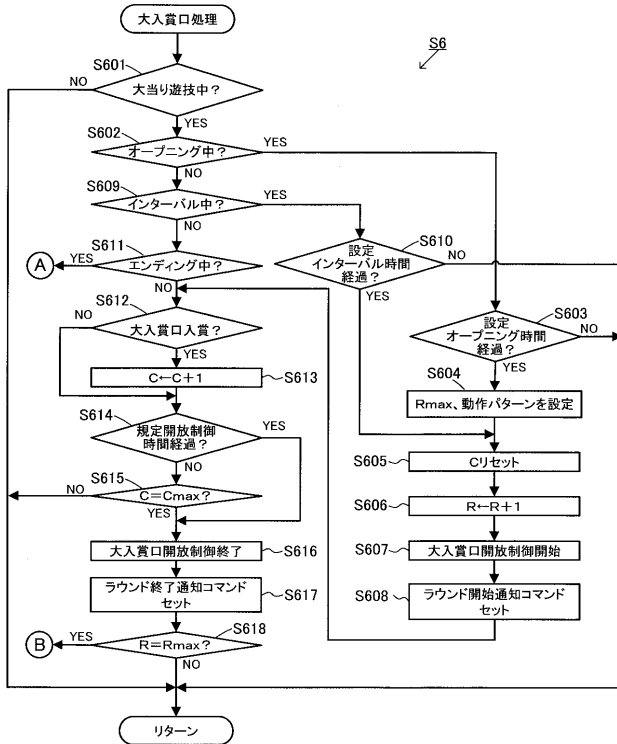 大入賞口処理
S6
S601
大当り遊技中?
NO
YES
S602
オープニング中?
YES
NO
S609
インターバル中?
YES
NO
S610
設定
インターバル時間
経過?
NO
YES
S611
エンディング中?
YES
A
NO
S603
設定
オープニング時間
経過?
NO
YES
S612
大入賞口入賞?
NO
YES
C←C+1
S613
S604
Rmax、動作パターンを設定
S614
規定開放制御
時間経過?
YES
NO
S605
Cリセット
S615
C=Cmax?
NO
YES
S606
R←R+1
大入賞口開放制御終了
S616
S607
大入賞口開放制御開始
ラウンド終了通知コマンド
セット
S617
S608
ラウンド開始通知コマンド
セット
S618
R=Rmax?
YES
B
NO
リターン